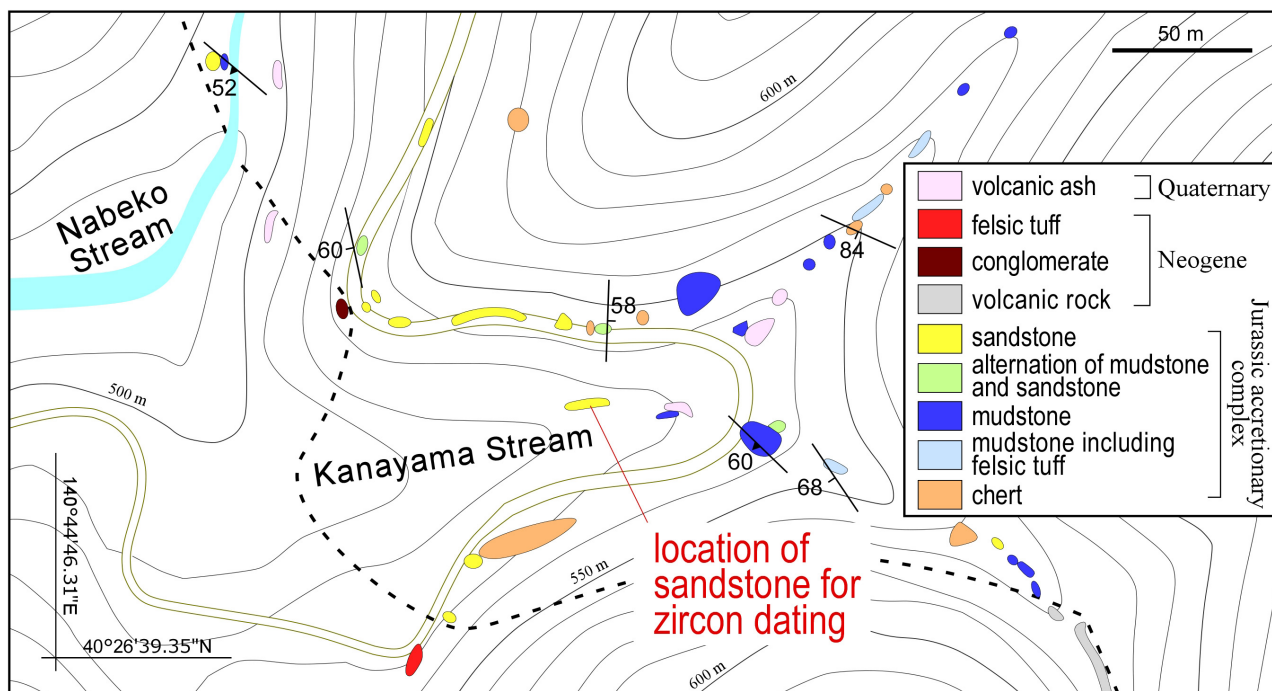 50 m
600 m
52
Nabeko
Stream
60
84
58
500 m
Kanayama Stream
60
68
550 m
600 m
location of
sandstone for
zircon dating
140°44'46.31"E
40°26'39.35"N
volcanic ash
Quaternary
felsic tuff
conglomerate
Neogene
volcanic rock
sandstone
alternation of mudstone
and sandstone
mudstone
mudstone including
felsic tuff
chert
Jurassic accretionary
complex